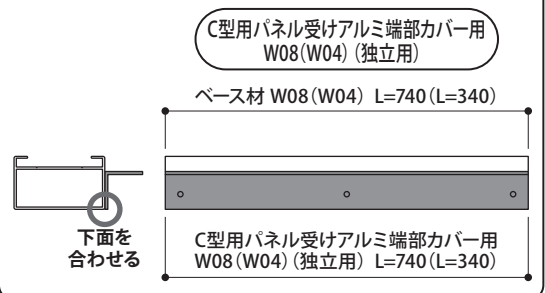 C型用パネル受けアルミ端部カバー用
W08(W04)(独立用)
ベース材 W08(W04) L=740(L=340)
下面を
合わせる
C型用パネル受けアルミ端部カバー用
W08(W04)(独立用) L=740(L=340)